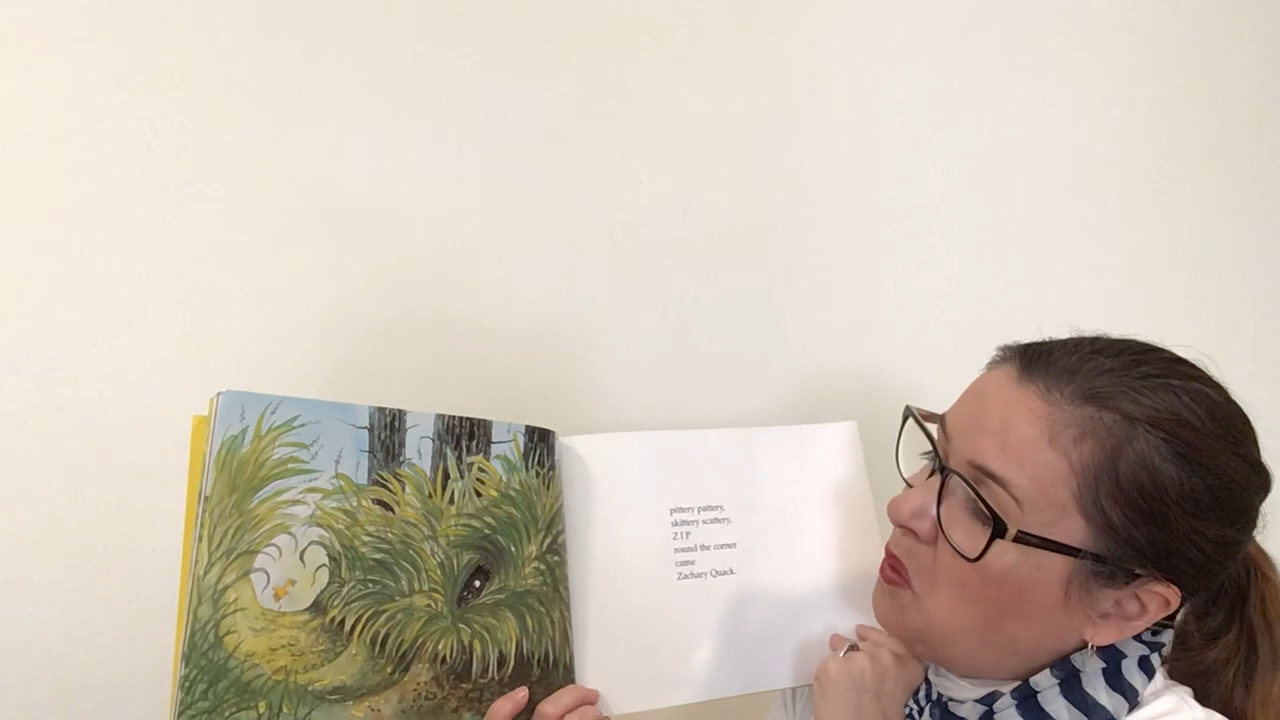 pittery pattery,
skittery scattery,
ZIP
round the corner
came
Zachary Quack.